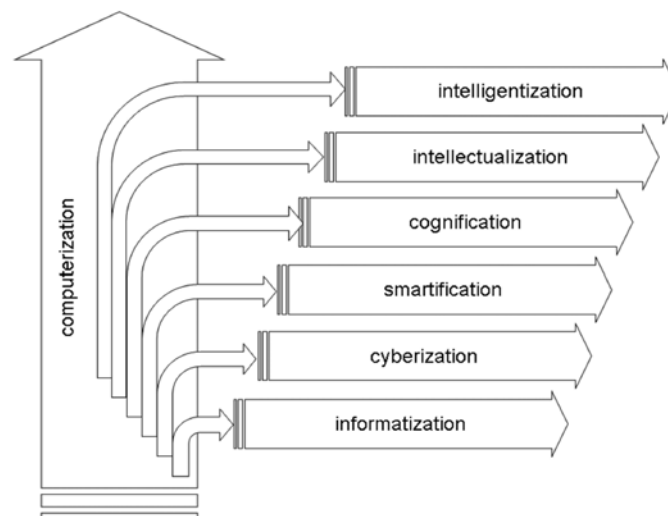 intelligentization
intellectualization
cognification
smartification
cyberization
informatization
computerization